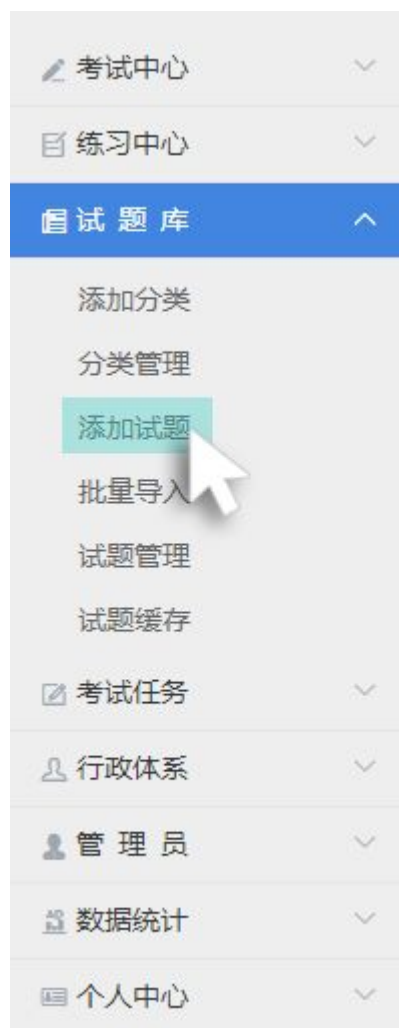 考试中心
练习中心
试 题 库
添加分类
分类管理
添加试题
批量导入
试题管理
试题缓存
考试任务
行政体系
管 理 员
数据统计
个人中心